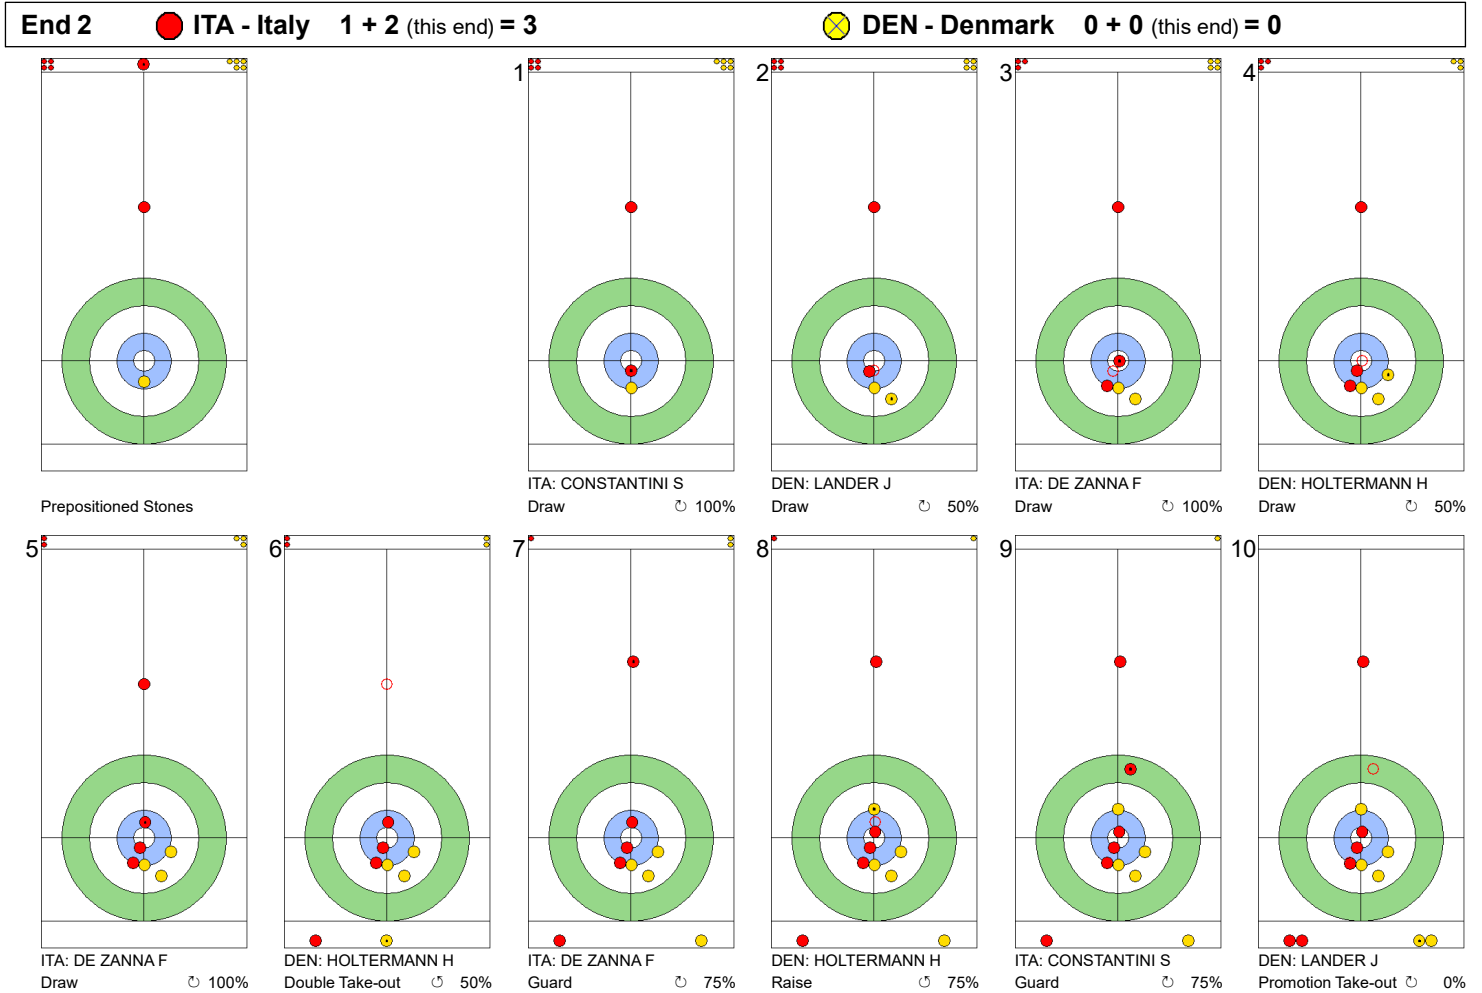 End 2 ITA - Italy 1 + 2 (this end) = 3 DEN - Denmark 0 + 0 (this end) = 0
Prepositioned Stones
1
ITA: CONSTANTINI S
Draw ↻ 100%
2
DEN: LANDER J
Draw ↻ 50%
3
ITA: DE ZANNA F
Draw ↻ 100%
4
DEN: HOLTERMANN H
Draw ↻ 50%
5
ITA: DE ZANNA F
Draw ↻ 100%
6
DEN: HOLTERMANN H
Double Take-out ↺ 50%
7
ITA: DE ZANNA F
Guard ↻ 75%
8
DEN: HOLTERMANN H
Raise ↺ 75%
9
ITA: CONSTANTINI S
Guard ↻ 75%
10
DEN: LANDER J
Promotion Take-out ↻ 0%